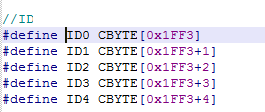 //ID
#define ID0 CBYTE[0x1FF3]
#define ID1 CBYTE[0x1FF3+1]
#define ID2 CBYTE[0x1FF3+2]
#define ID3 CBYTE[0x1FF3+3]
#define ID4 CBYTE[0x1FF3+4]